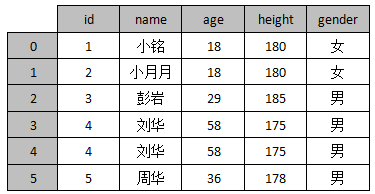 id name age height gender
0 1 小铭 18 180 女
1 2 小月月 18 180 女
2 3 彭岩 29 185 男
3 4 刘华 58 175 男
4 4 刘华 58 175 男
5 5 周华 36 178 男